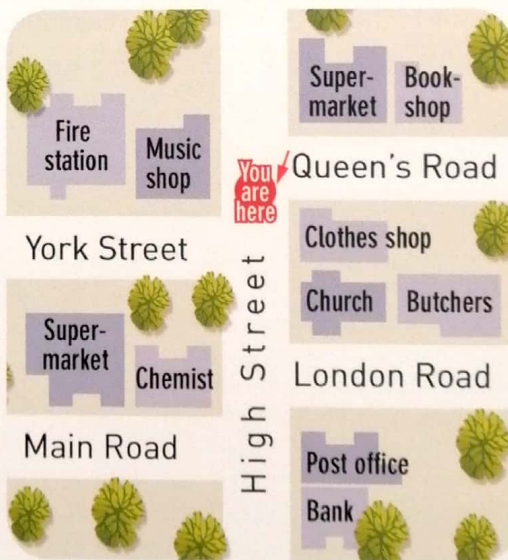 Fire
station
Music
shop
Super-
market
Book-
shop
You
are
here
Queen's Road
York Street
Clothes shop
Church
Butchers
Super-
market
Chemist
High Street
London Road
Main Road
Post office
Bank